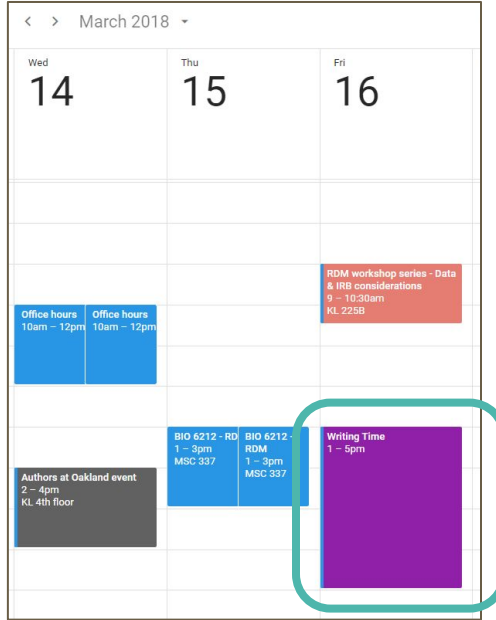 < > March 2018
Wed
14
Thu
15
Fri
16
RDM workshop series - Data
& IRB considerations
9 – 10:30am
KL 225B
Office hours
10am – 12pm
Office hours
10am – 12pm
BIO 6212 - RD
1 – 3pm
MSC 337
BIO 6212 -
RDM
1 – 3pm
MSC 337
Writing Time
1 – 5pm
Authors at Oakland event
2 – 4pm
KL 4th floor